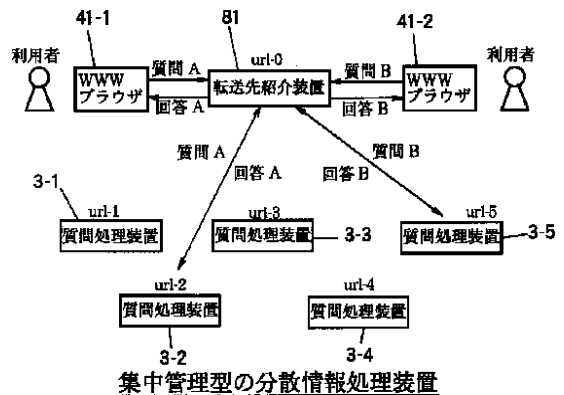 41-1
81
41-2
利用者
url-0
利用者
WWW
ブラウザ
質問 A
回答 A
転送先紹介装置
質問 B
回答 B
WWW
ブラウザ
質問 A
回答 A
回答 B
質問 B
3-1
url-1
質問処理装置
url-3
質問処理装置
3-3
url-5
質問処理装置
3-5
url-2
質問処理装置
3-2
url-4
質問処理装置
3-4
集中管理型の分散情報処理装置